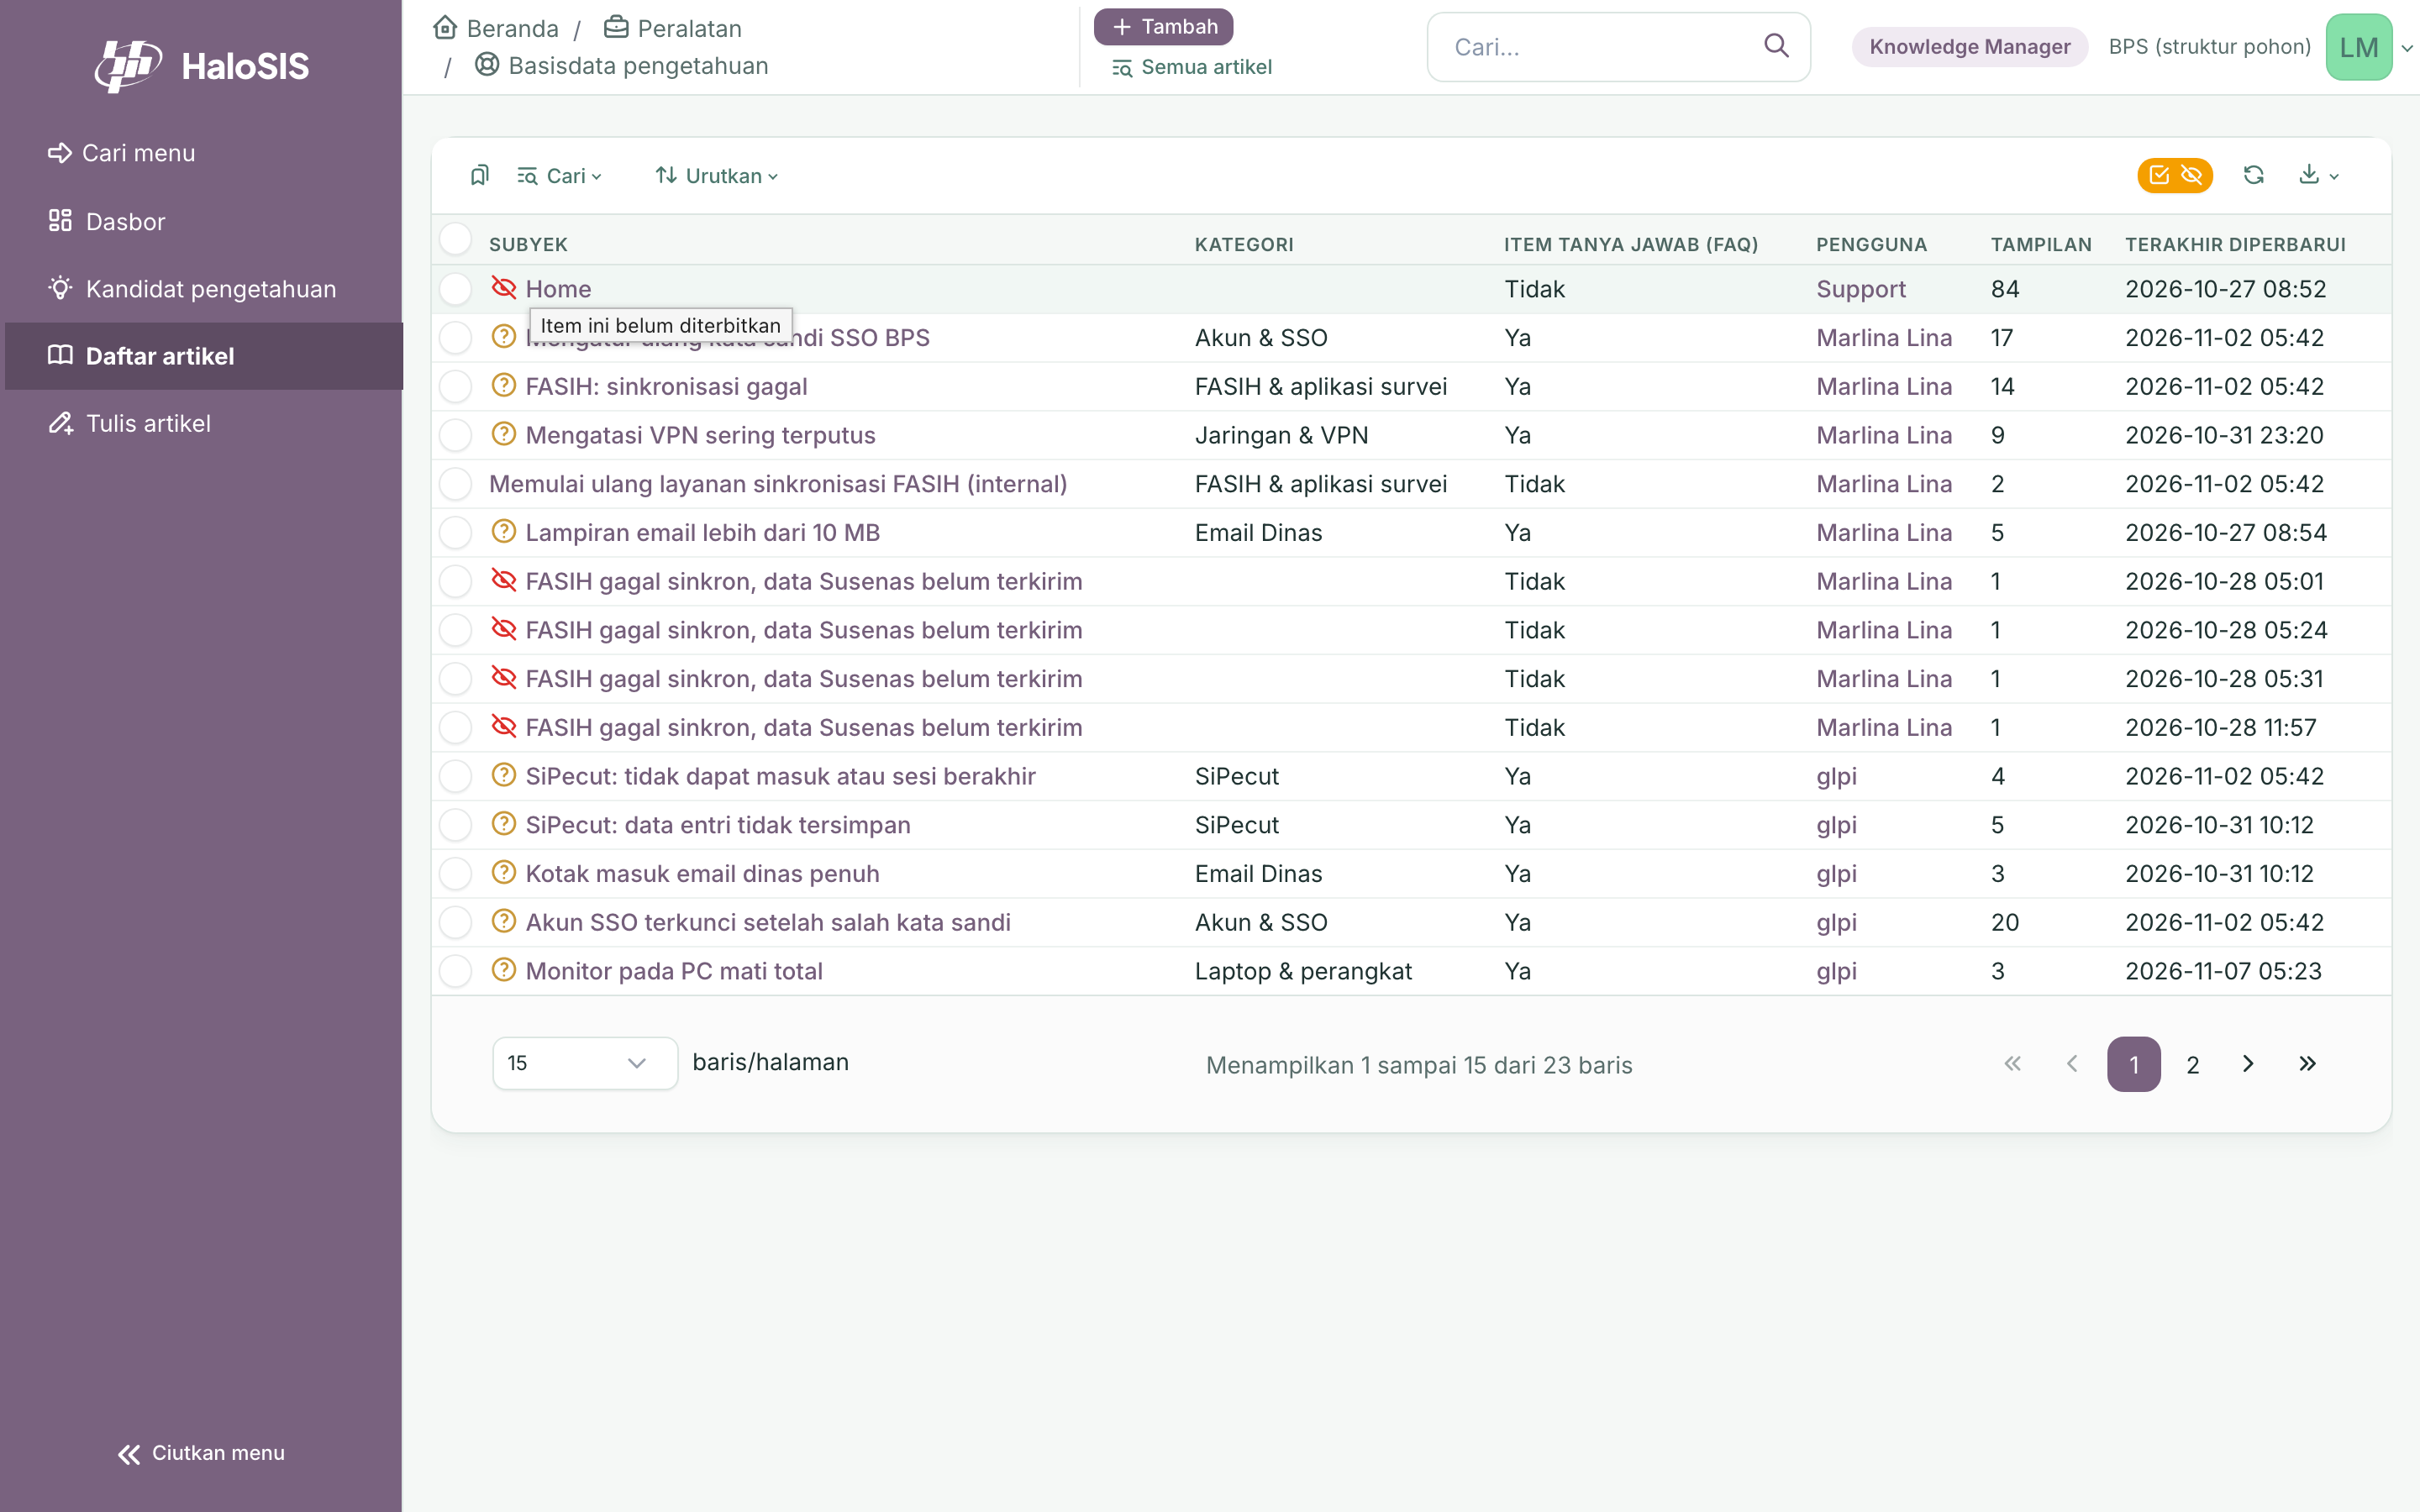 HaloSIS
Cari menu
Dasbor
Kandidat pengetahuan
Daftar artikel
Tulis artikel
Ciutkan menu
Beranda / Peralatan
/ Basisdata pengetahuan
+ Tambah
Semua artikel
Cari...
Knowledge Manager
BPS (struktur pohon)
LM
Cari
Urutkan
SUBYEK KATEGORI ITEM TANYA JAWAB (FAQ) PENGGUNA TAMPILAN TERAKHIR DIPERBARUI
Home Tidak Support 84 2026-10-27 08:52
Item ini belum diterbitkan
SSO BPS Akun & SSO Ya Marlina Lina 17 2026-11-02 05:42
FASIH: sinkronisasi gagal FASIH & aplikasi survei Ya Marlina Lina 14 2026-11-02 05:42
Mengatasi VPN sering terputus Jaringan & VPN Ya Marlina Lina 9 2026-10-31 23:20
Memulai ulang layanan sinkronisasi FASIH (internal) FASIH & aplikasi survei Tidak Marlina Lina 2 2026-11-02 05:42
Lampiran email lebih dari 10 MB Email Dinas Ya Marlina Lina 5 2026-10-27 08:54
FASIH gagal sinkron, data Susenas belum terkirim Tidak Marlina Lina 1 2026-10-28 05:01
FASIH gagal sinkron, data Susenas belum terkirim Tidak Marlina Lina 1 2026-10-28 05:24
FASIH gagal sinkron, data Susenas belum terkirim Tidak Marlina Lina 1 2026-10-28 05:31
FASIH gagal sinkron, data Susenas belum terkirim Tidak Marlina Lina 1 2026-10-28 11:57
SiPecut: tidak dapat masuk atau sesi berakhir SiPecut Ya glpi 4 2026-11-02 05:42
SiPecut: data entri tidak tersimpan SiPecut Ya glpi 5 2026-10-31 10:12
Kotak masuk email dinas penuh Email Dinas Ya glpi 3 2026-10-31 10:12
Akun SSO terkunci setelah salah kata sandi Akun & SSO Ya glpi 20 2026-11-02 05:42
Monitor pada PC mati total Laptop & perangkat Ya glpi 3 2026-11-07 05:23
15 baris/halaman
Menampilkan 1 sampai 15 dari 23 baris
« ‹ 1 2 › »